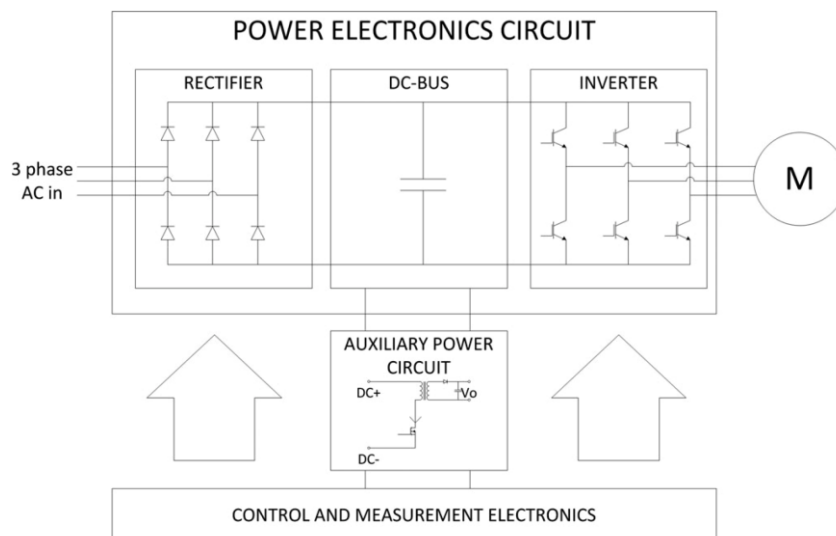 POWER ELECTRONICS CIRCUIT
RECTIFIER
DC-BUS
INVERTER
3 phase
AC in
M
AUXILIARY POWER
CIRCUIT
DC+
Vo
DC-
CONTROL AND MEASUREMENT ELECTRONICS